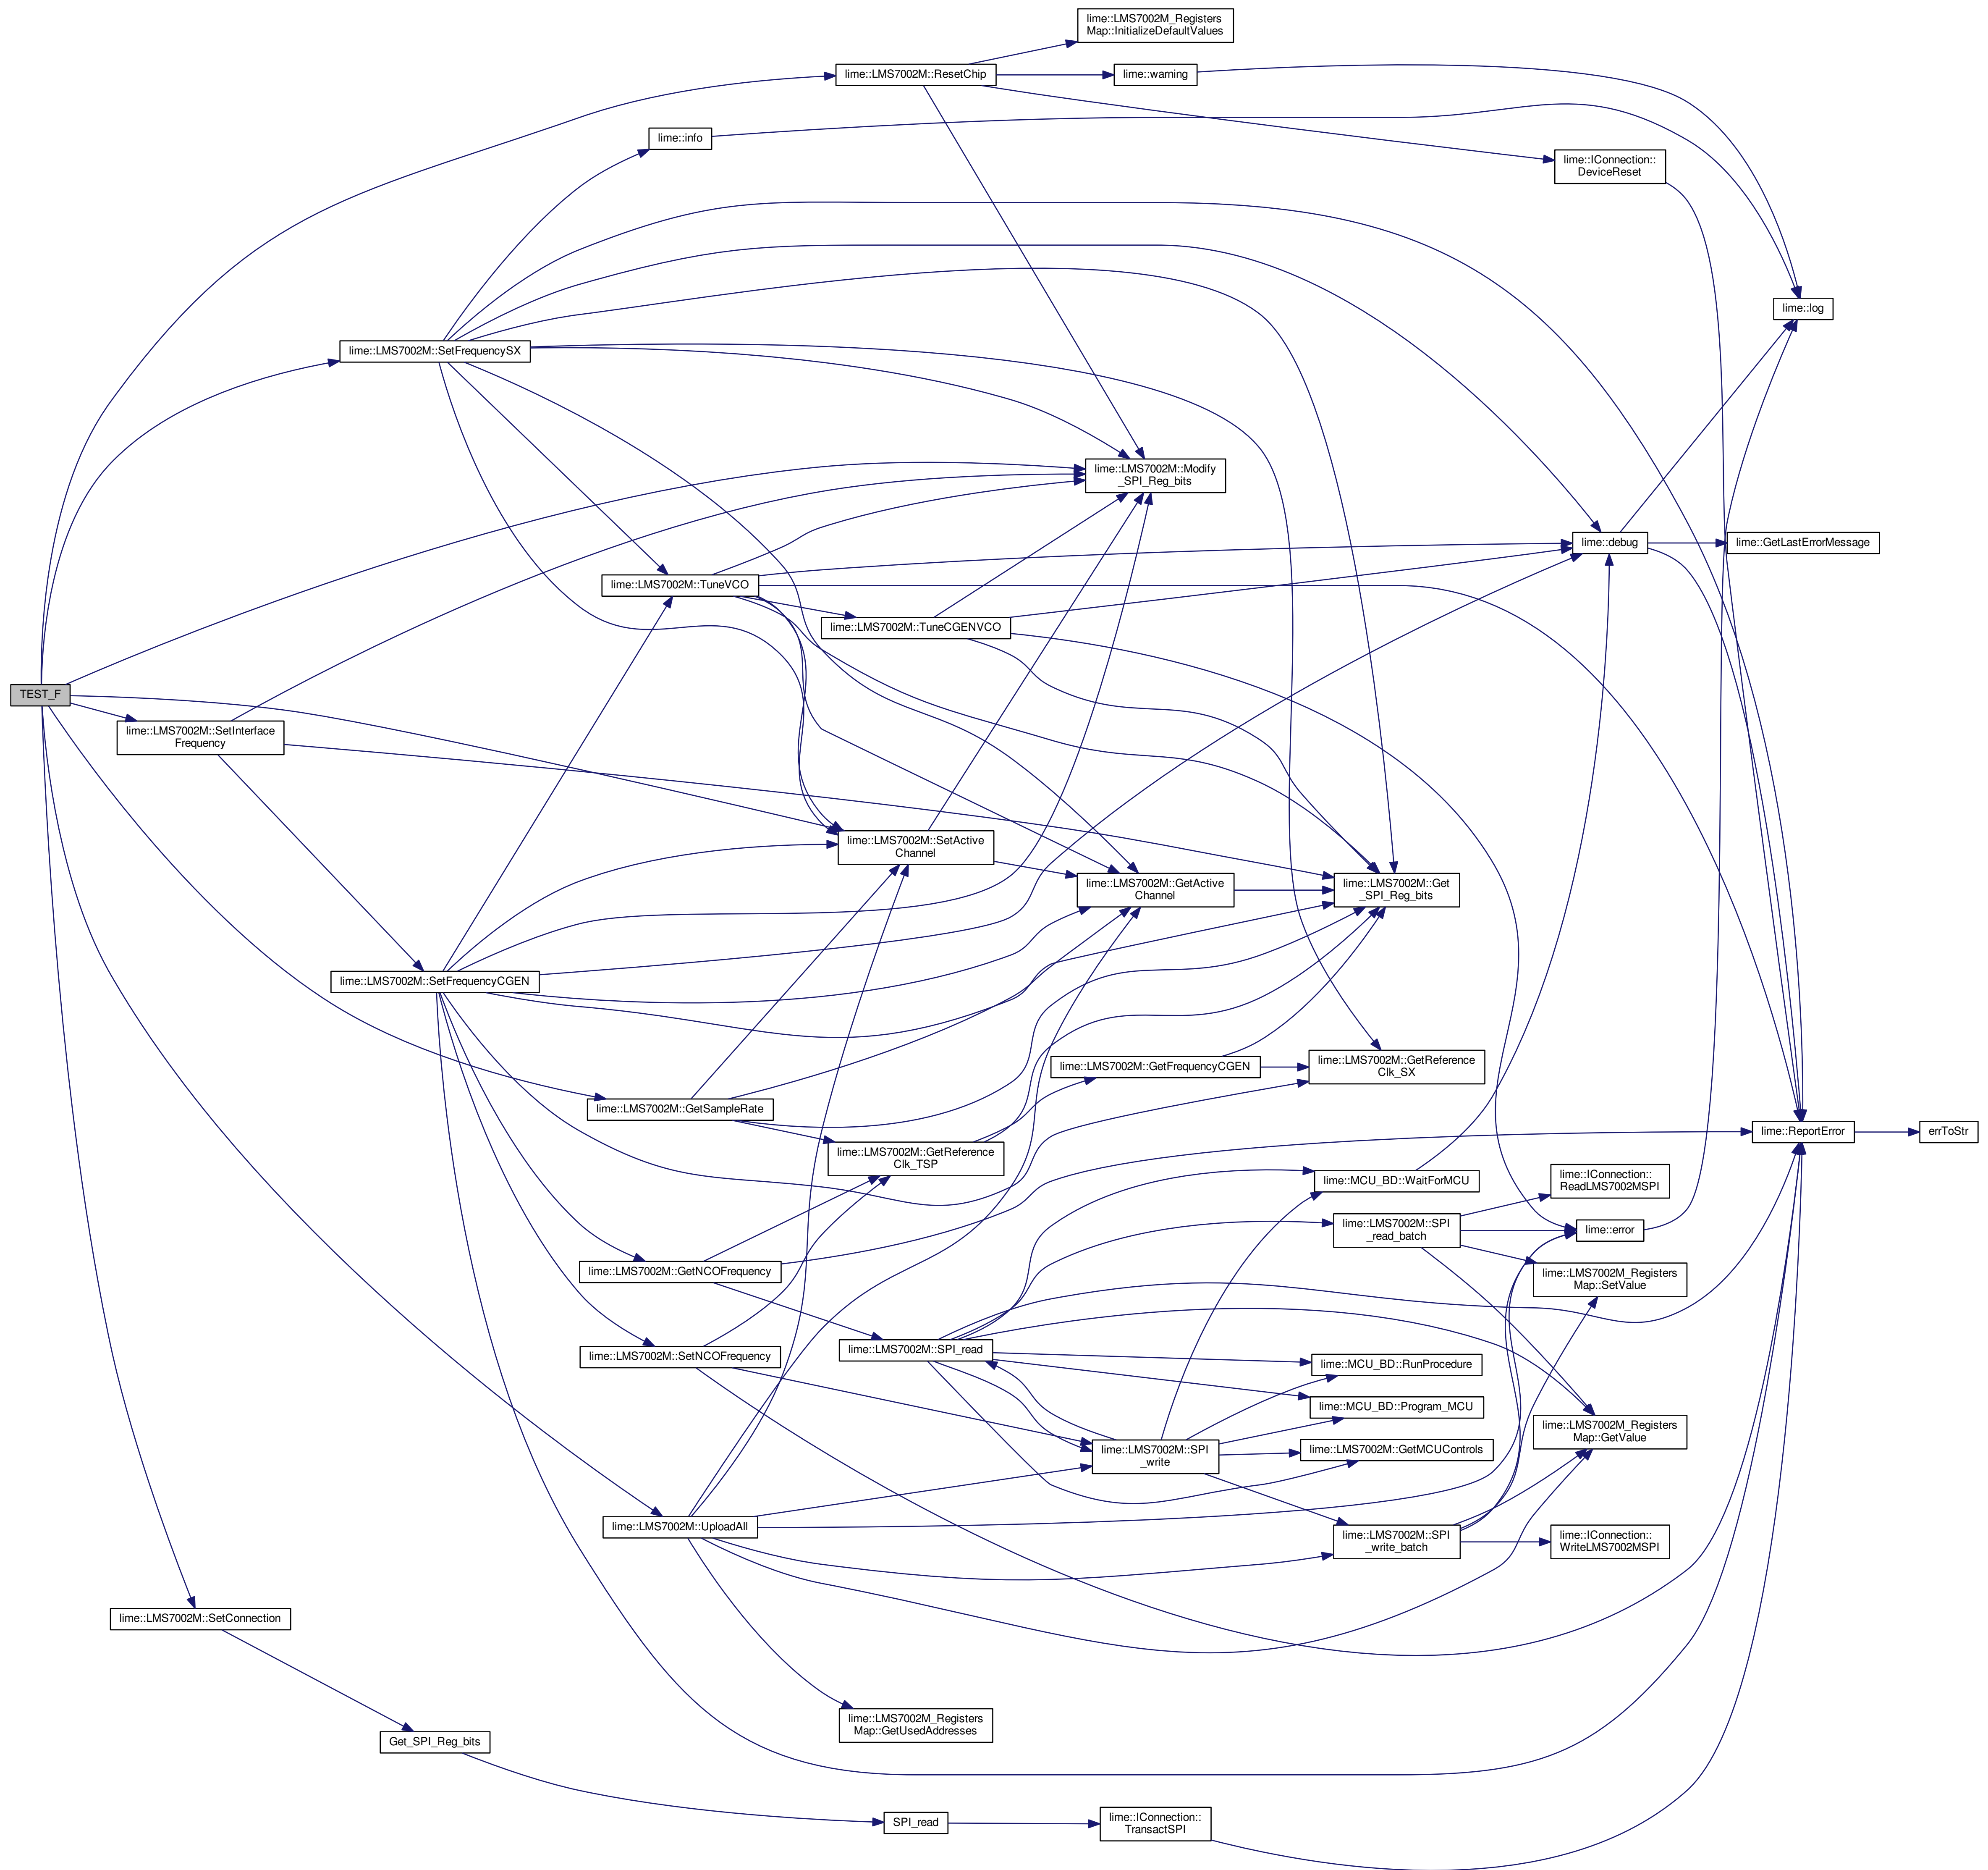 lime::LMS7002M_Registers
Map::InitializeDefaultValues
lime::LMS7002M::ResetChip
lime::warning
lime::info
lime::IConnection::
DeviceReset
lime::log
lime::LMS7002M::SetFrequencySX
lime::LMS7002M::Modify
_SPI_Reg_bits
lime::debug
lime::GetLastErrorMessage
lime::LMS7002M::TuneVCO
lime::LMS7002M::TuneCGENVCO
TEST_F
lime::LMS7002M::SetInterface
Frequency
lime::LMS7002M::SetActive
Channel
lime::LMS7002M::GetActive
Channel
lime::LMS7002M::Get
_SPI_Reg_bits
lime::LMS7002M::SetFrequencyCGEN
lime::LMS7002M::GetFrequencyCGEN
lime::LMS7002M::GetReference
Clk_SX
lime::LMS7002M::GetSampleRate
lime::ReportError
errToStr
lime::LMS7002M::GetReference
Clk_TSP
lime::MCU_BD::WaitForMCU
lime::IConnection::
ReadLMS7002MSPI
lime::LMS7002M::SPI
_read_batch
lime::error
lime::LMS7002M::GetNCOFrequency
lime::LMS7002M_Registers
Map::SetValue
lime::LMS7002M::SPI_read
lime::LMS7002M::SetNCOFrequency
lime::MCU_BD::RunProcedure
lime::MCU_BD::Program_MCU
lime::LMS7002M_Registers
Map::GetValue
lime::LMS7002M::SPI
_write
lime::LMS7002M::GetMCUControls
lime::LMS7002M::UploadAll
lime::LMS7002M::SPI
_write_batch
lime::IConnection::
WriteLMS7002MSPI
lime::LMS7002M::SetConnection
lime::LMS7002M_Registers
Map::GetUsedAddresses
Get_SPI_Reg_bits
SPI_read
lime::IConnection::
TransactSPI